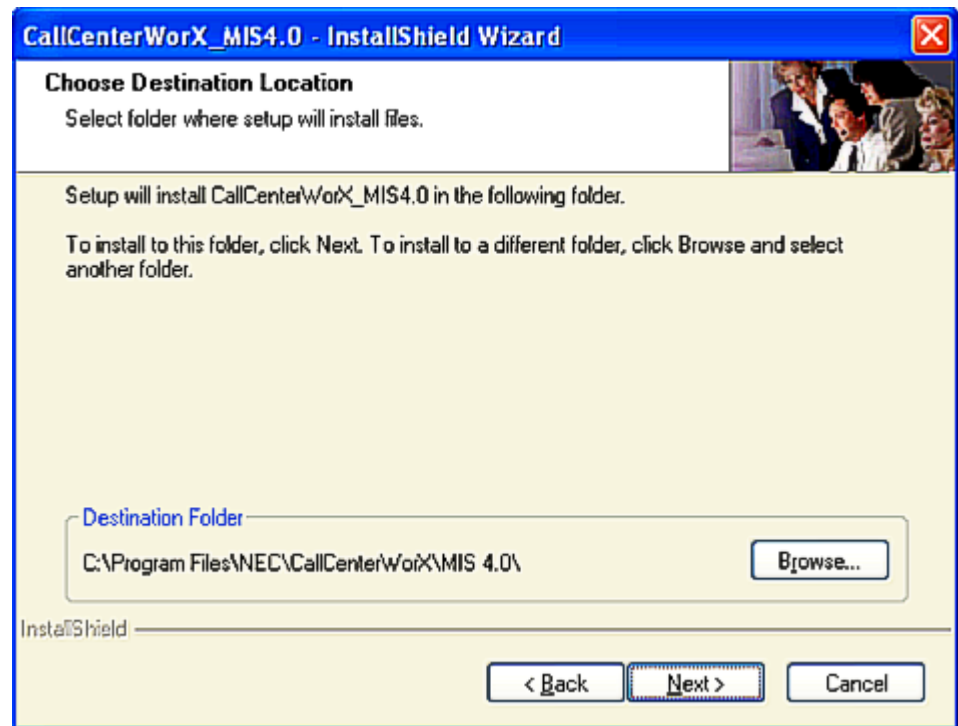 CallCenterWorX_MIS4.0 - InstallShield Wizard
Choose Destination Location
Select folder where setup will install files.
Setup will install CallCenterWorX_MIS4.0 in the following folder.
To install to this folder, click Next. To install to a different folder, click Browse and select
another folder.
Destination Folder
C:\Program Files\NEC\CallCenterWorX\MIS 4.0\
Browse...
InstallShield
< Back
Next >
Cancel